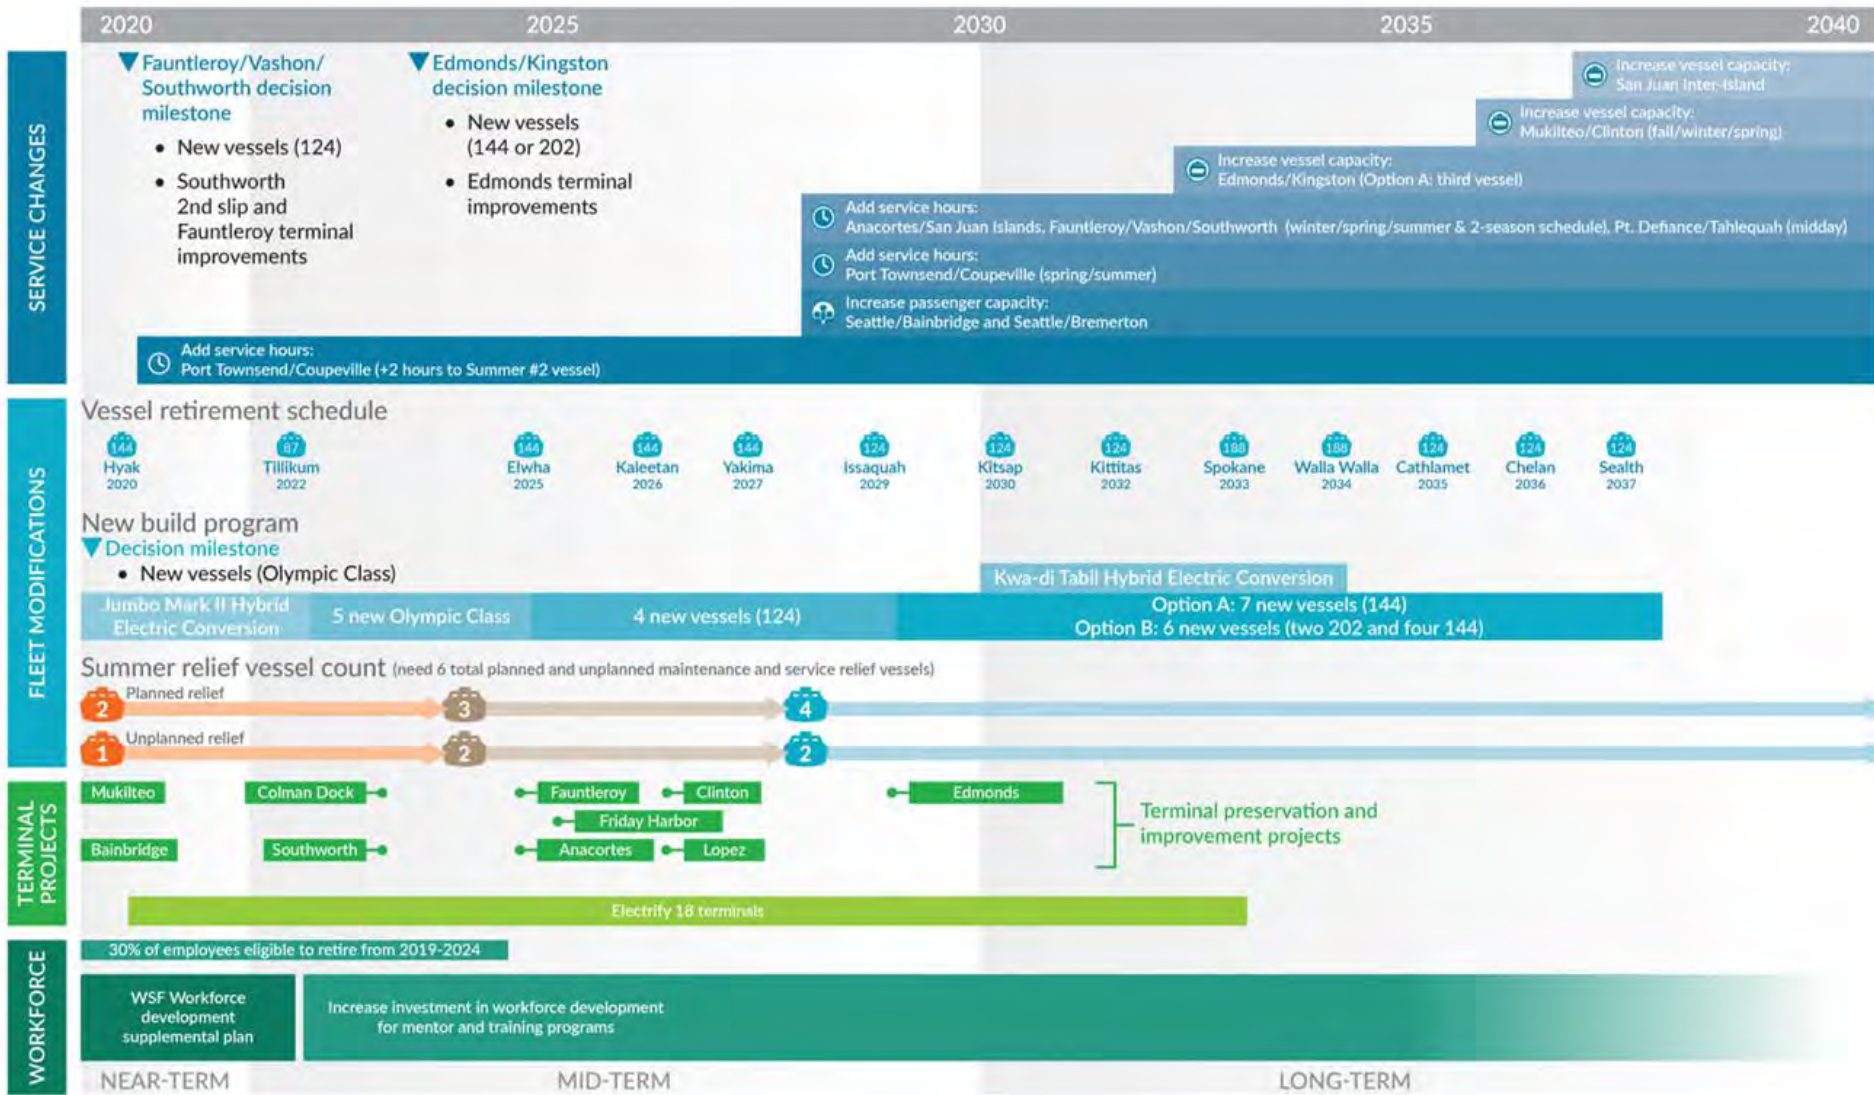 2020 2025 2030 2035 2040
SERVICE CHANGES
Fauntleroy/Vashon/
Southworth decision
milestone
• New vessels (124)
• Southworth
2nd slip and
Fauntleroy terminal
improvements
Edmonds/Kingston
decision milestone
• New vessels
(144 or 202)
• Edmonds terminal
improvements
Increase vessel capacity:
San Juan Inter-Island
Increase vessel capacity:
Mukilteo/Clinton (fall/winter/spring)
Increase vessel capacity:
Edmonds/Kingston (Option A: third vessel)
Add service hours:
Anacortes/San Juan Islands, Fauntleroy/Vashon/Southworth (winter/spring/summer & 2-season schedule), Pt. Defiance/Tahlequah (midday)
Add service hours:
Port Townsend/Coupeville (spring/summer)
Increase passenger capacity:
Seattle/Bainbridge and Seattle/Bremerton
Add service hours:
Port Townsend/Coupeville (+2 hours to Summer #2 vessel)
FLEET MODIFICATIONS
Vessel retirement schedule
144 87 144 144 144 124 124 124 188 188 124 124 124
Hyak Tillikum Elwha Kaleetan Yakima Issaquah Kitsap Kittitas Spokane Walla Walla Cathlamet Chelan Sealth
2020 2022 2025 2026 2027 2029 2030 2032 2033 2034 2035 2036 2037
New build program
Decision milestone
• New vessels (Olympic Class)
Kwa-di Tabil Hybrid Electric Conversion
Jumbo Mark II Hybrid
Electric Conversion
5 new Olympic Class
4 new vessels (124)
Option A: 7 new vessels (144)
Option B: 6 new vessels (two 202 and four 144)
Summer relief vessel count (need 6 total planned and unplanned maintenance and service relief vessels)
Planned relief
2 3 4
Unplanned relief
1 2 2
TERMINAL
PROJECTS
Mukilteo Colman Dock Fauntleroy Clinton Edmonds
Friday Harbor
Bainbridge Southworth Anacortes Lopez
Terminal preservation and
improvement projects
Electrify 18 terminals
WORKFORCE
30% of employees eligible to retire from 2019-2024
WSF Workforce
development
supplemental plan
Increase investment in workforce development
for mentor and training programs
NEAR-TERM MID-TERM LONG-TERM